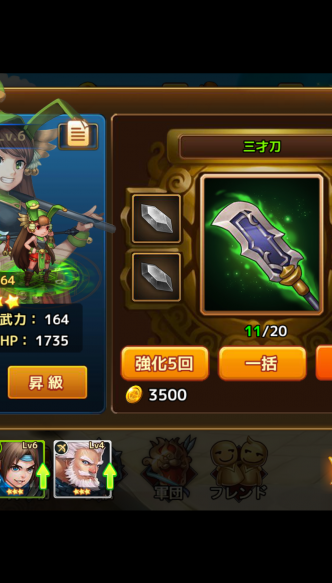 Lv.6
三才刀
64
武力： 164
HP： 1735
11/20
昇級
強化5回
一括
3500
Lv6
Lv4
軍団
フレンド